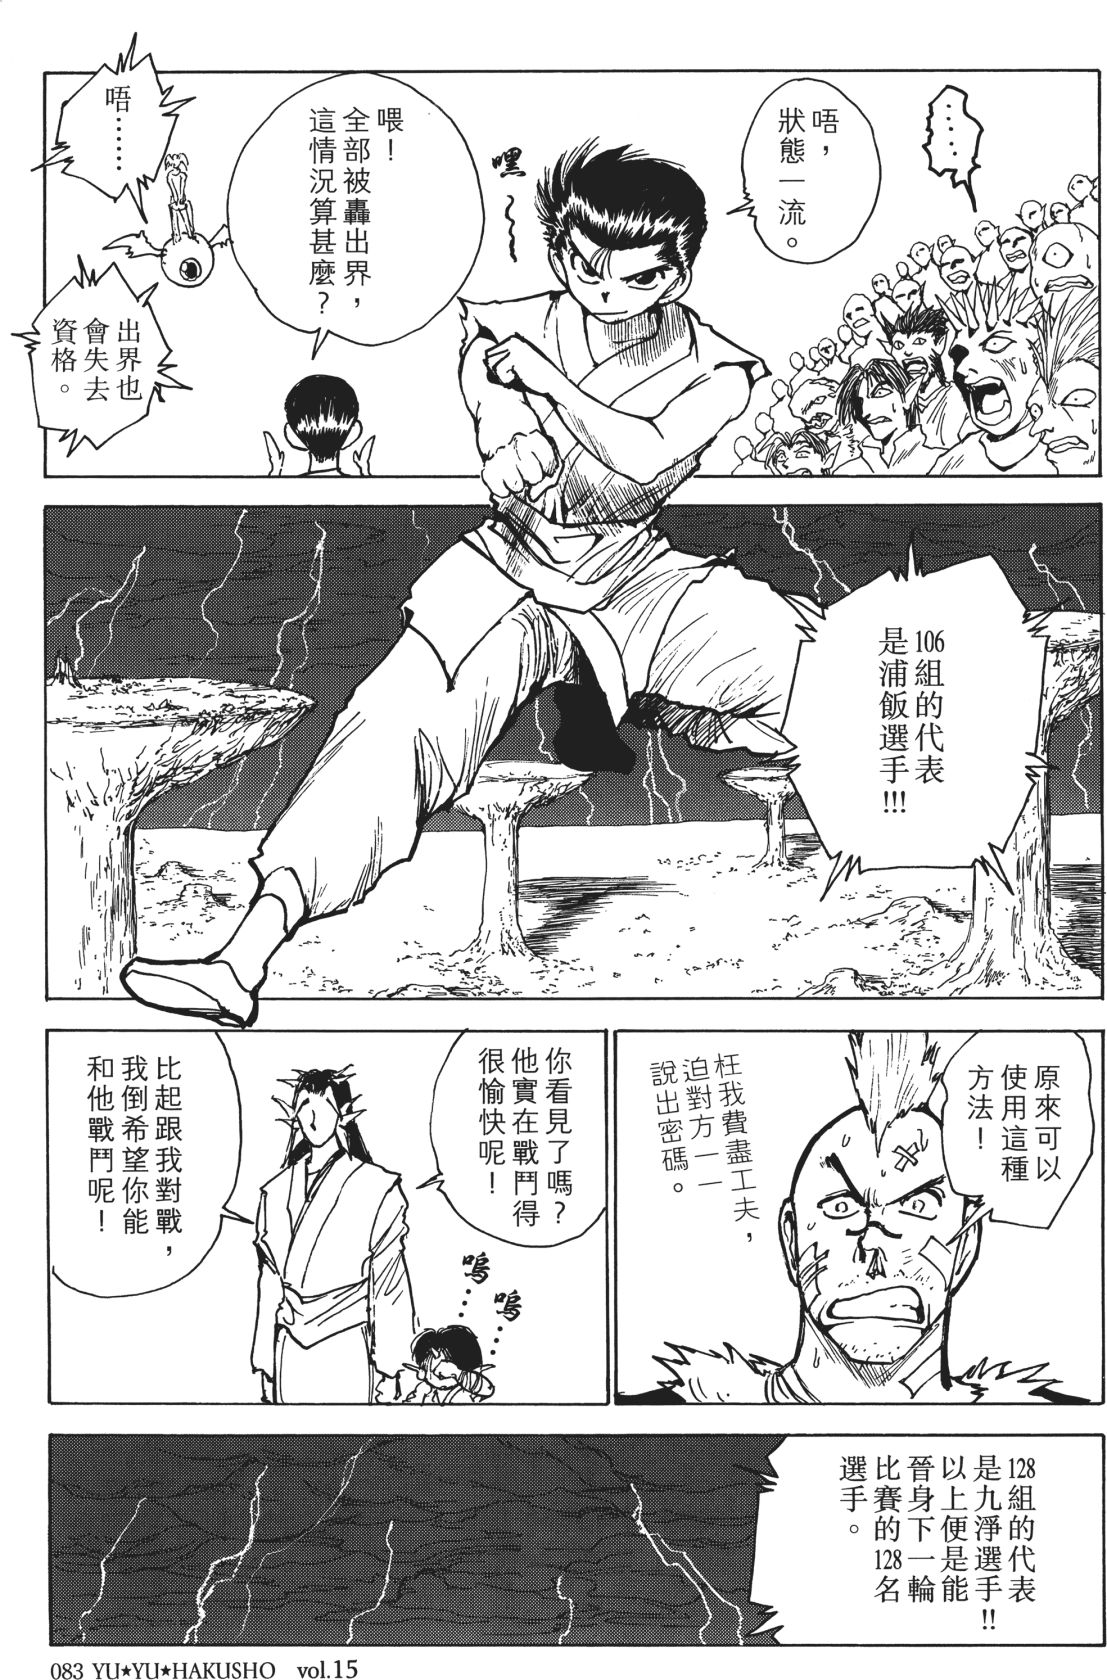 ……
唔，
狀態一流。
嘿～
喂！
全部被轟出界，
這情況算甚麼？
唔……
出界也
會失去
資格。
106組的代表
是浦飯選手!!!
原來可以
使用這種
方法！
枉我費盡工夫，
迫對方一一
說出密碼。
你看見了嗎？
他實在戰鬥得
很愉快呢！
嗚…
嗚…
比起跟我對戰，
我倒希望你能
和他戰鬥呢！
128組的代表
是九淨選手!!
以上便是能
晉身下一輪
比賽的128名
選手。
083 YU★YU★HAKUSHO vol.15